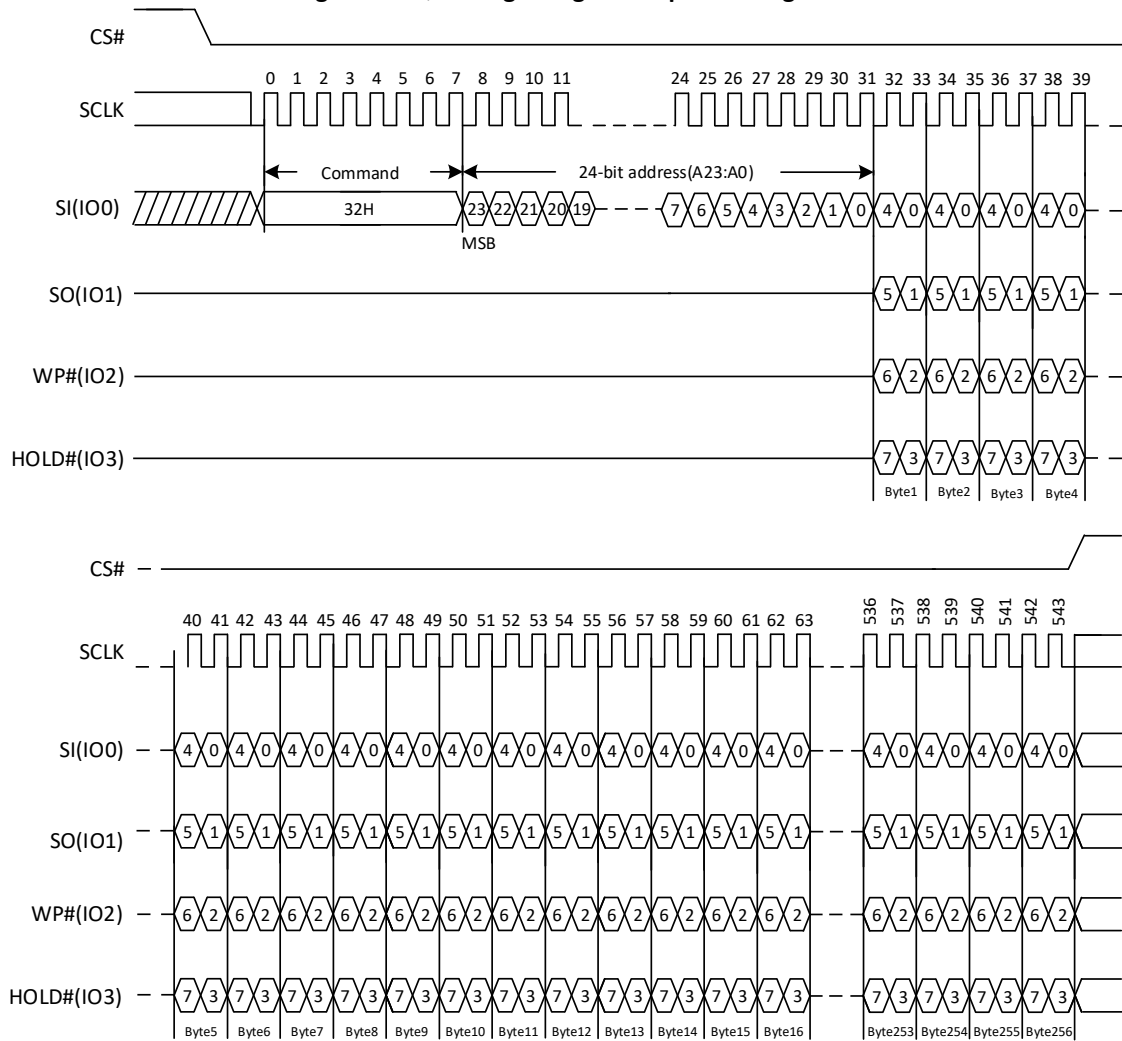 CS#
0 1 2 3 4 5 6 7 8 9 10 11 24 25 26 27 28 29 30 31 32 33 34 35 36 37 38 39
SCLK
Command 24-bit address(A23:A0)
SI(IO0) 32H 23 22 21 20 19 7 6 5 4 3 2 1 0 4 0 4 0 4 0 4 0
MSB
SO(IO1) 5 1 5 1 5 1 5 1
WP#(IO2) 6 2 6 2 6 2 6 2
HOLD#(IO3) 7 3 7 3 7 3 7 3
Byte1 Byte2 Byte3 Byte4
CS#
40 41 42 43 44 45 46 47 48 49 50 51 52 53 54 55 56 57 58 59 60 61 62 63 536 537 538 539 540 541 542 543
SCLK
SI(IO0) 4 0 4 0 4 0 4 0 4 0 4 0 4 0 4 0 4 0 4 0 4 0 4 0 4 0 4 0 4 0 4 0
SO(IO1) 5 1 5 1 5 1 5 1 5 1 5 1 5 1 5 1 5 1 5 1 5 1 5 1 5 1 5 1 5 1 5 1
WP#(IO2) 6 2 6 2 6 2 6 2 6 2 6 2 6 2 6 2 6 2 6 2 6 2 6 2 6 2 6 2 6 2 6 2
HOLD#(IO3) 7 3 7 3 7 3 7 3 7 3 7 3 7 3 7 3 7 3 7 3 7 3 7 3 7 3 7 3 7 3 7 3
Byte5 Byte6 Byte7 Byte8 Byte9 Byte10 Byte11 Byte12 Byte13 Byte14 Byte15 Byte16 Byte253 Byte254 Byte255 Byte256